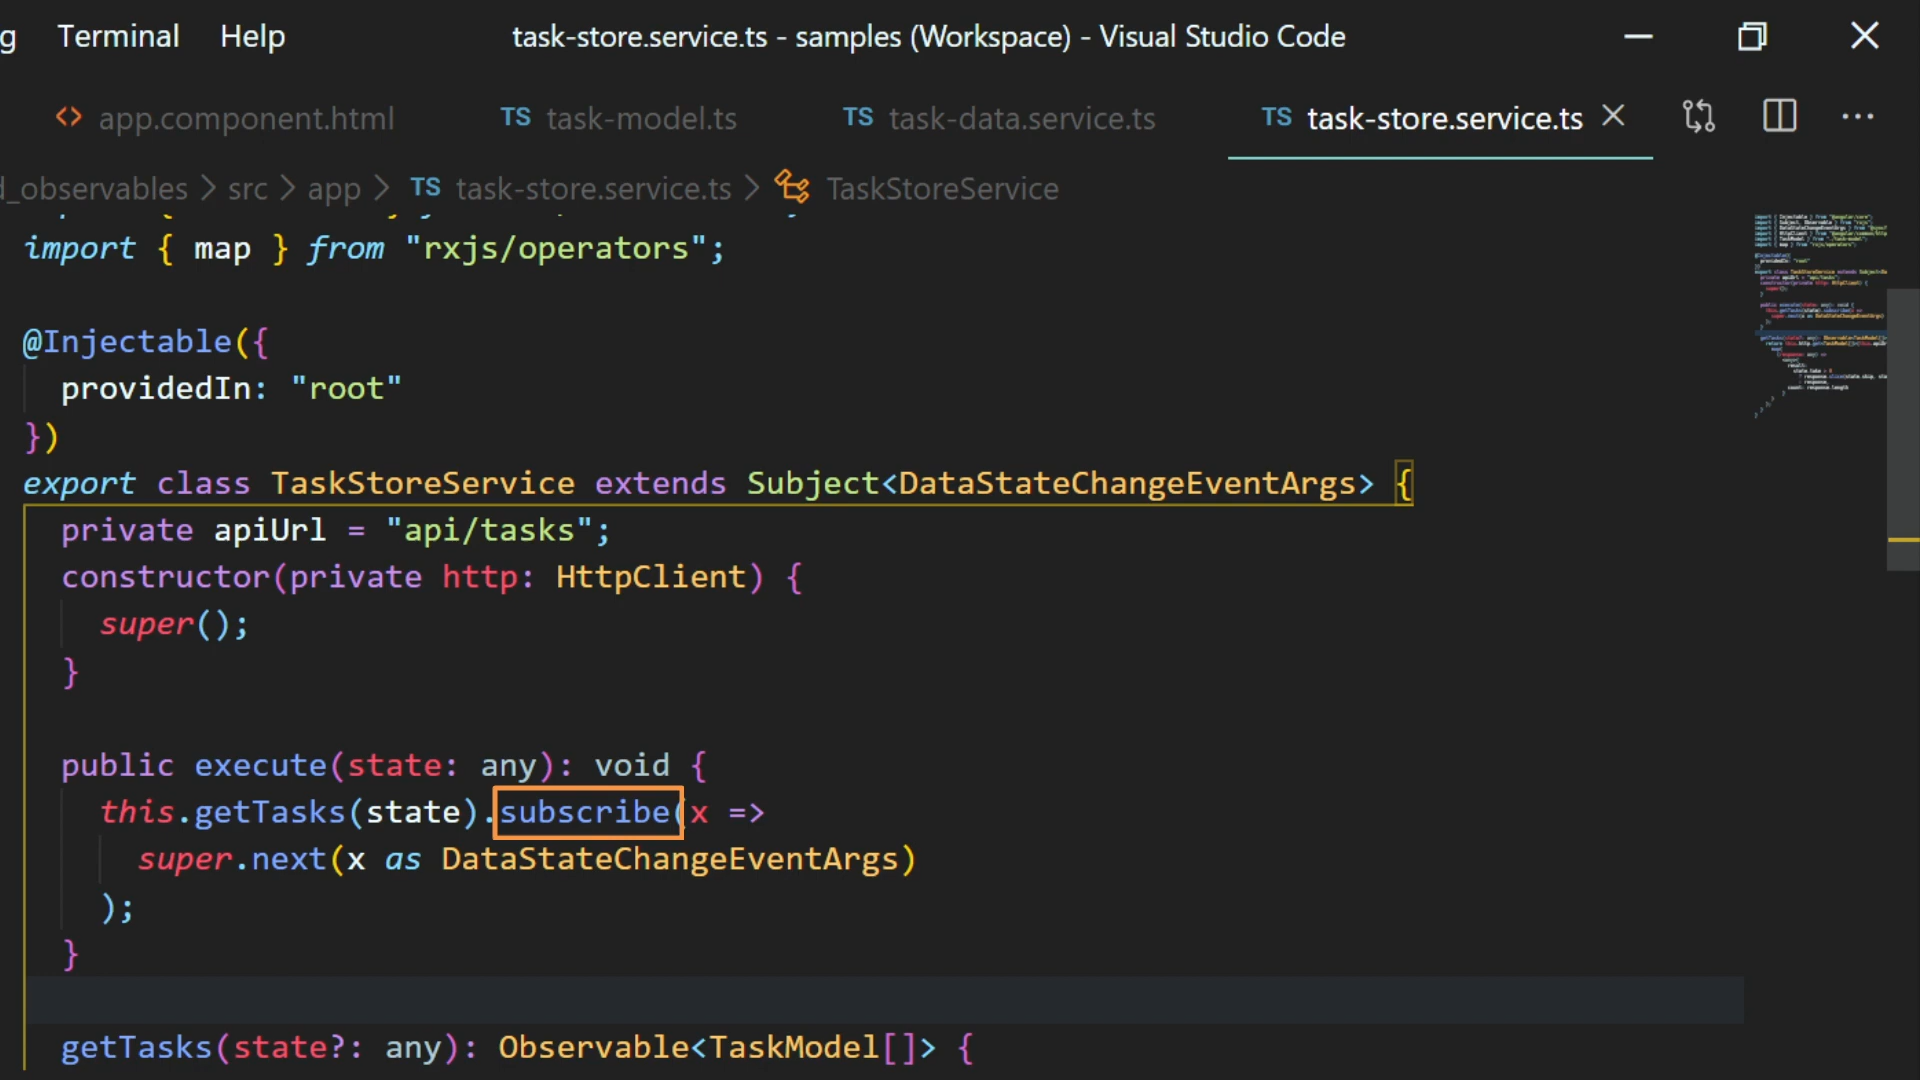 g Terminal Help task-store.service.ts - samples (Workspace) - Visual Studio Code
<> app.component.html TS task-model.ts TS task-data.service.ts TS task-store.service.ts
d_observables > src > app > TS task-store.service.ts > TaskStoreService
import { map } from "rxjs/operators";
@Injectable({
providedIn: "root"
})
export class TaskStoreService extends Subject<DataStateChangeEventArgs> {
private apiUrl = "api/tasks";
constructor(private http: HttpClient) {
super();
}
public execute(state: any): void {
this.getTasks(state).subscribe(x =>
super.next(x as DataStateChangeEventArgs)
);
}
getTasks(state?: any): Observable<TaskModel[]> {